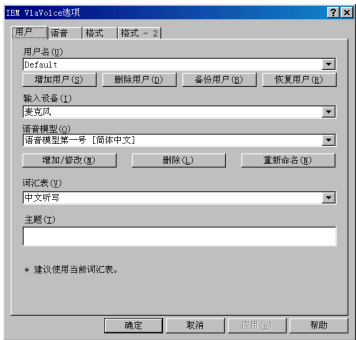 IBM ViaVoice选项
用户 语音 格式 格式 - 2
用户名(U)
Default
增加用户(S) 删除用户(D) 备份用户(B) 恢复用户(R)
输入设备(I)
麦克风
语音模型(O)
语音模型第一号 [简体中文]
增加/修改(M) 删除(L) 重新命名(N)
词汇表(V)
中文听写
主题(T)
* 建议使用当前词汇表。
确定 取消 应用(A) 帮助